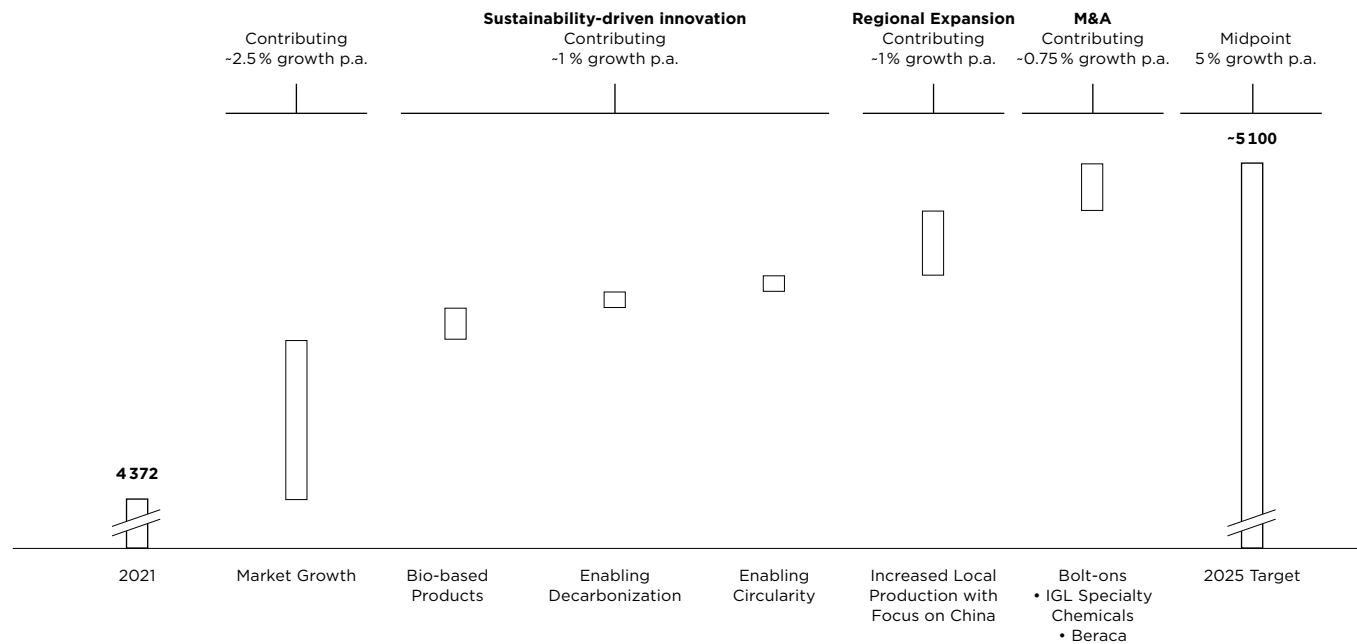 Sustainability-driven innovation
Regional Expansion
M&A
Contributing
~2.5 % growth p.a.
Contributing
~1 % growth p.a.
Contributing
~1 % growth p.a.
Contributing
~0.75 % growth p.a.
Midpoint
5 % growth p.a.
~5 100
4 372
2021
Market Growth
Bio-based
Products
Enabling
Decarbonization
Enabling
Circularity
Increased Local
Production with
Focus on China
Bolt-ons
• IGL Specialty
Chemicals
• Beraca
2025 Target